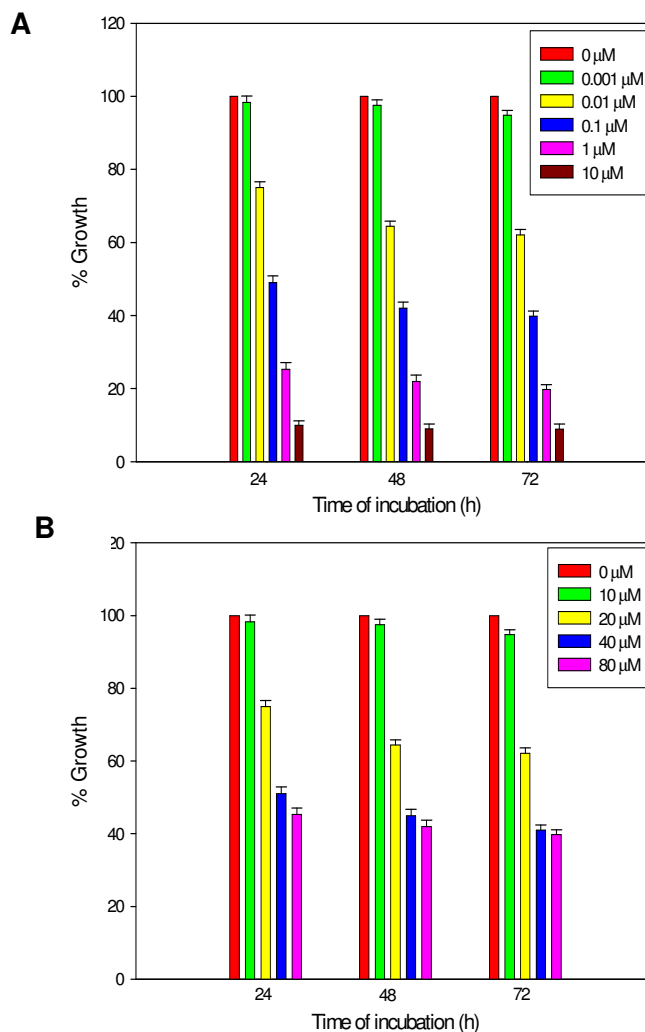 A
120
100
80
60
40
20
0
% Growth
24 48 72
Time of incubation (h)
0 μM
0.001 μM
0.01 μM
0.1 μM
1 μM
10 μM
B
20
100
80
60
40
20
0
% Growth
24 48 72
Time of incubation (h)
0 μM
10 μM
20 μM
40 μM
80 μM